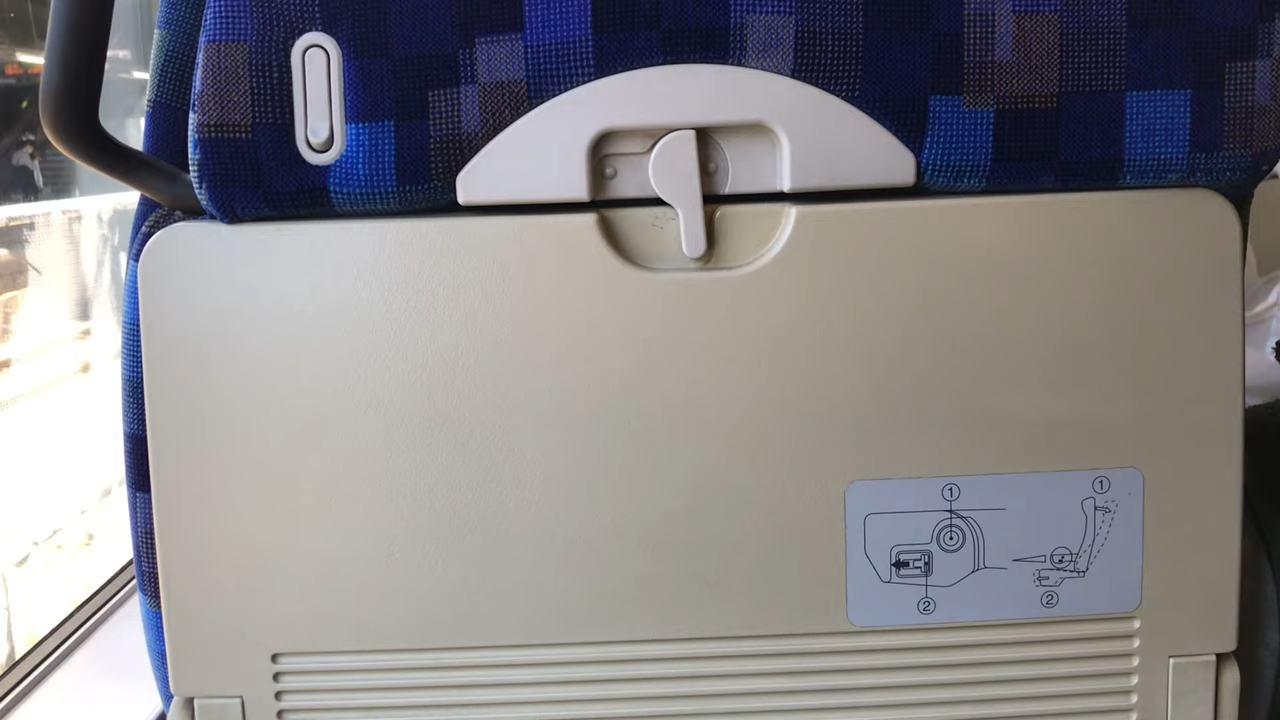 ①
①
②
②